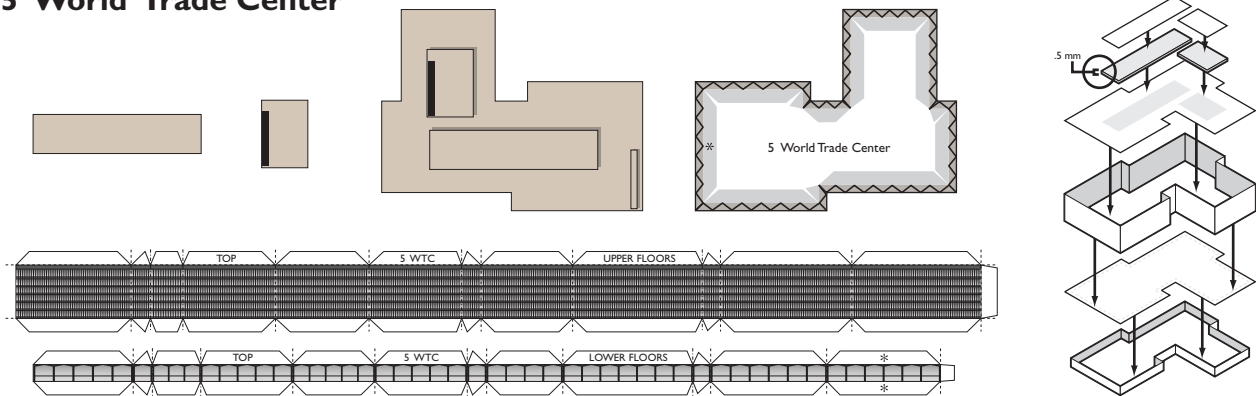 5 World Trade Center
.5 mm
*
5 World Trade Center
TOP
5 WTC
UPPER FLOORS
TOP
5 WTC
LOWER FLOORS
*
*